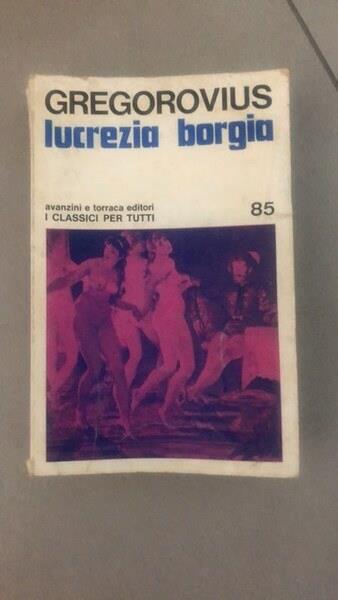 GREGOROVIUS
lucrezia borgia
avanzini e torraca editori
I CLASSICI PER TUTTI 85